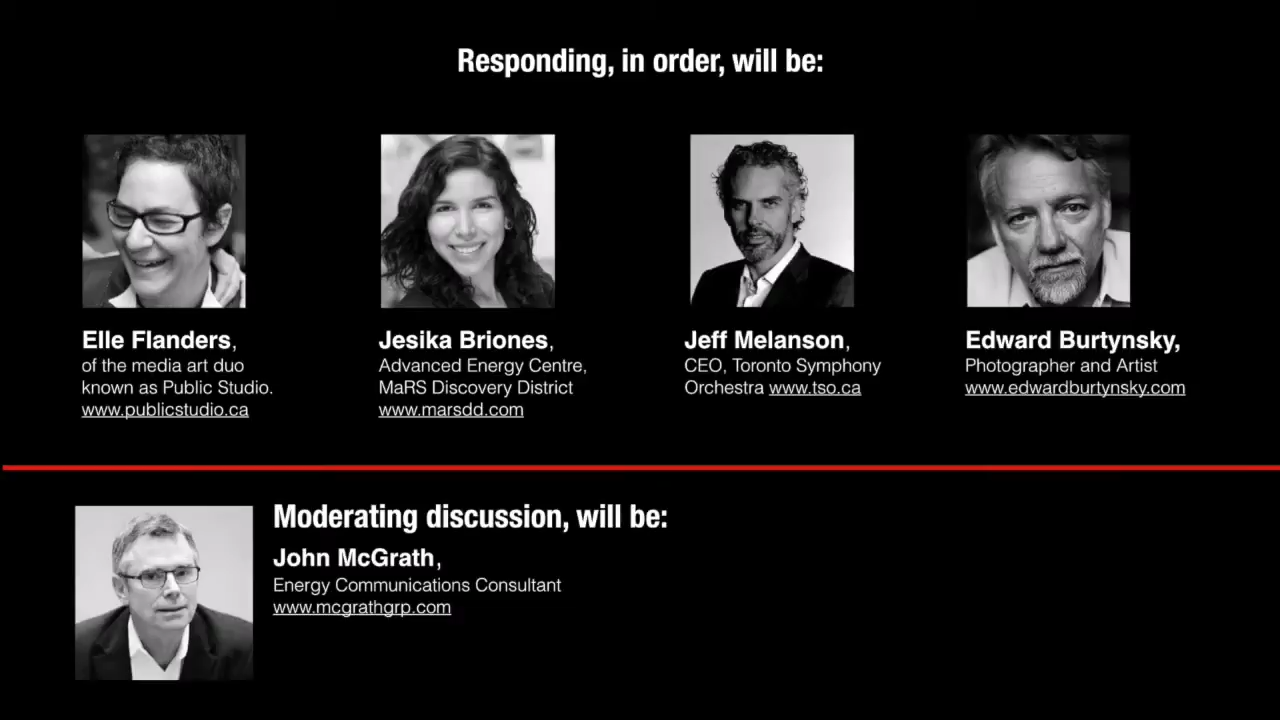 Responding, in order, will be:
Elle Flanders,
of the media art duo
known as Public Studio.
www.publicstudio.ca
Jesika Briones,
Advanced Energy Centre,
MaRS Discovery District
www.marsdd.com
Jeff Melanson,
CEO, Toronto Symphony
Orchestra www.tso.ca
Edward Burtynsky,
Photographer and Artist
www.edwardburtynsky.com
Moderating discussion, will be:
John McGrath,
Energy Communications Consultant
www.mcgrathgrp.com